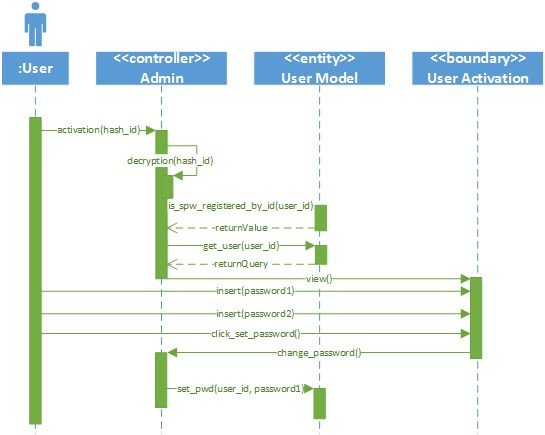 :User
<<controller>>
Admin
<<entity>>
User Model
<<boundary>>
User Activation
activation(hash_id)
decryption(hash_id)
is_spw_registered_by_id(user_id)
returnValue
get_user(user_id)
returnQuery
view()
insert(password1)
insert(password2)
click_set_password()
change_password()
set_pwd(user_id, password1)